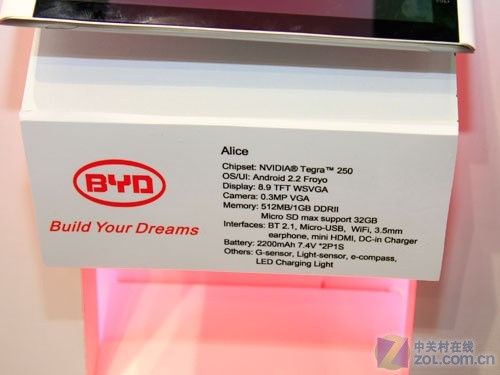 Alice
Chipset: NVIDIA® Tegra™ 250
OS/UI: Android 2.2 Froyo
Display: 8.9 TFT WSVGA
Camera: 0.3MP VGA
Memory: 512MB/1GB DDRII
Micro SD max support 32GB
Interfaces: BT 2.1, Micro-USB, WiFi, 3.5mm
earphone, mini HDMI, DC-in Charger
Battery: 2200mAh 7.4V *2P1S
Others: G-sensor, Light-sensor, e-compass,
LED Charging Light
BYD
Build Your Dreams
Z 中关村在线
zol.com.cn